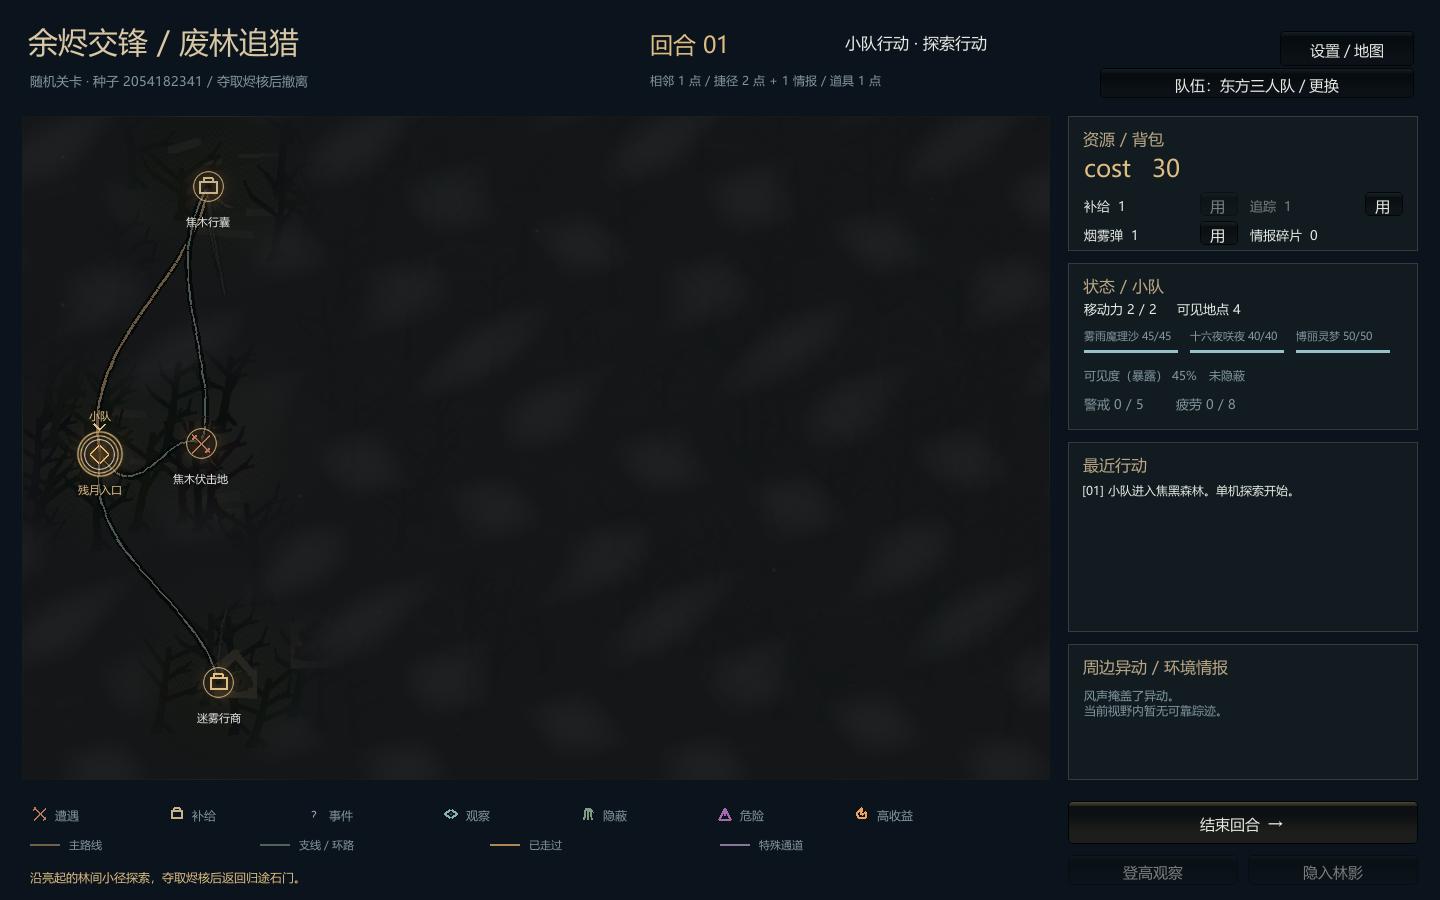 余烬交锋 / 废林追猎
随机关卡 · 种子 2054182341 / 夺取烬核后撤离
回合 01
小队行动 · 探索行动
相邻 1 点 / 捷径 2 点 + 1 情报 / 道具 1 点
设置 / 地图
队伍：东方三人队 / 更换
焦木行囊
小队
残月入口
焦木伏击地
迷雾行商
资源 / 背包
cost 30
补给 1 用 追踪 1 用
烟雾弹 1 用 情报碎片 0
状态 / 小队
移动力 2 / 2 可见地点 4
雾雨魔理沙 45/45 十六夜咲夜 40/40 博丽灵梦 50/50
可见度（暴露） 45% 未隐蔽
警戒 0 / 5 疲劳 0 / 8
最近行动
[01] 小队进入焦黑森林。单机探索开始。
周边异动 / 环境情报
风声掩盖了异动。
当前视野内暂无可靠踪迹。
遭遇 补给 ? 事件 观察 隐蔽 危险 高收益
主路线 支线 / 环路 已走过 特殊通道
沿亮起的林间小径探索，夺取烬核后返回归途石门。
结束回合 →
登高观察 隐入林影